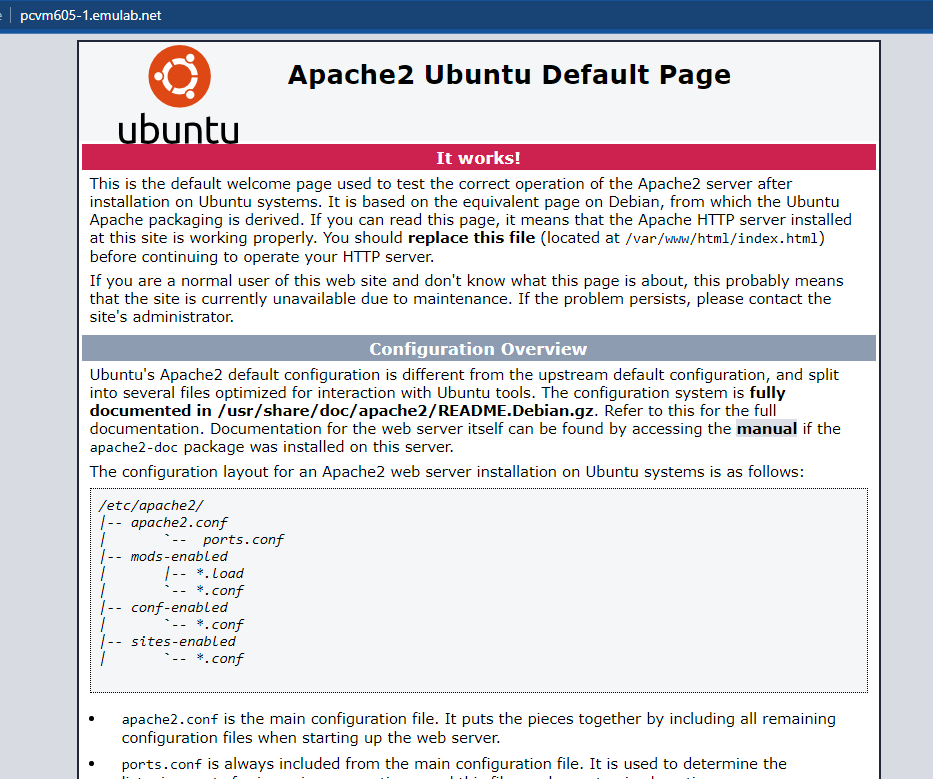 pcvm605-1.emulab.net
Apache2 Ubuntu Default Page
ubuntu
It works!
This is the default welcome page used to test the correct operation of the Apache2 server after
installation on Ubuntu systems. It is based on the equivalent page on Debian, from which the Ubuntu
Apache packaging is derived. If you can read this page, it means that the Apache HTTP server installed
at this site is working properly. You should replace this file (located at /var/www/html/index.html)
before continuing to operate your HTTP server.
If you are a normal user of this web site and don't know what this page is about, this probably means
that the site is currently unavailable due to maintenance. If the problem persists, please contact the
site's administrator.
Configuration Overview
Ubuntu's Apache2 default configuration is different from the upstream default configuration, and split
into several files optimized for interaction with Ubuntu tools. The configuration system is fully
documented in /usr/share/doc/apache2/README.Debian.gz. Refer to this for the full
documentation. Documentation for the web server itself can be found by accessing the manual if the
apache2-doc package was installed on this server.
The configuration layout for an Apache2 web server installation on Ubuntu systems is as follows:
/etc/apache2/
|-- apache2.conf
|       `--  ports.conf
|-- mods-enabled
|       |-- *.load
|       `-- *.conf
|-- conf-enabled
|       `-- *.conf
|-- sites-enabled
|       `-- *.conf
• apache2.conf is the main configuration file. It puts the pieces together by including all remaining
configuration files when starting up the web server.
• ports.conf is always included from the main configuration file. It is used to determine the